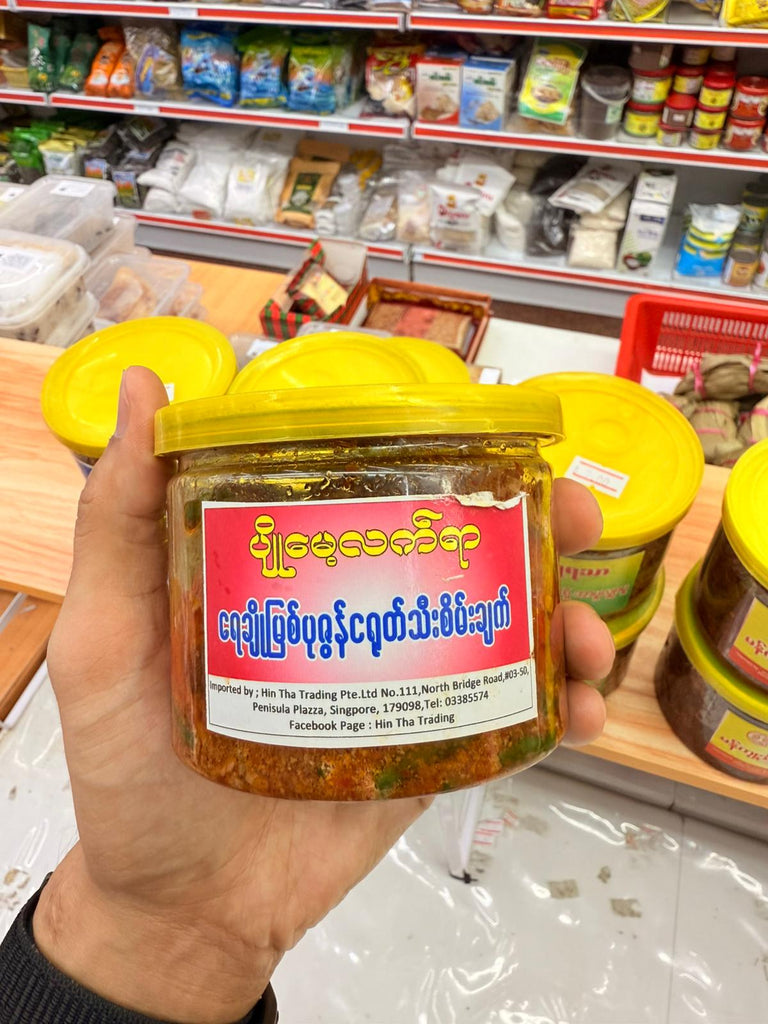 ပျိုမေ့လက်ရာ
ရေချိုမြစ်ပုဇွန်ငရုတ်သီးစိမ်းချက်
Imported by ; Hin Tha Trading Pte.Ltd No.111,North Bridge Road,#03-50,
Penisula Plazza, Singpore, 179098,Tel: 03385574
Facebook Page : Hin Tha Trading